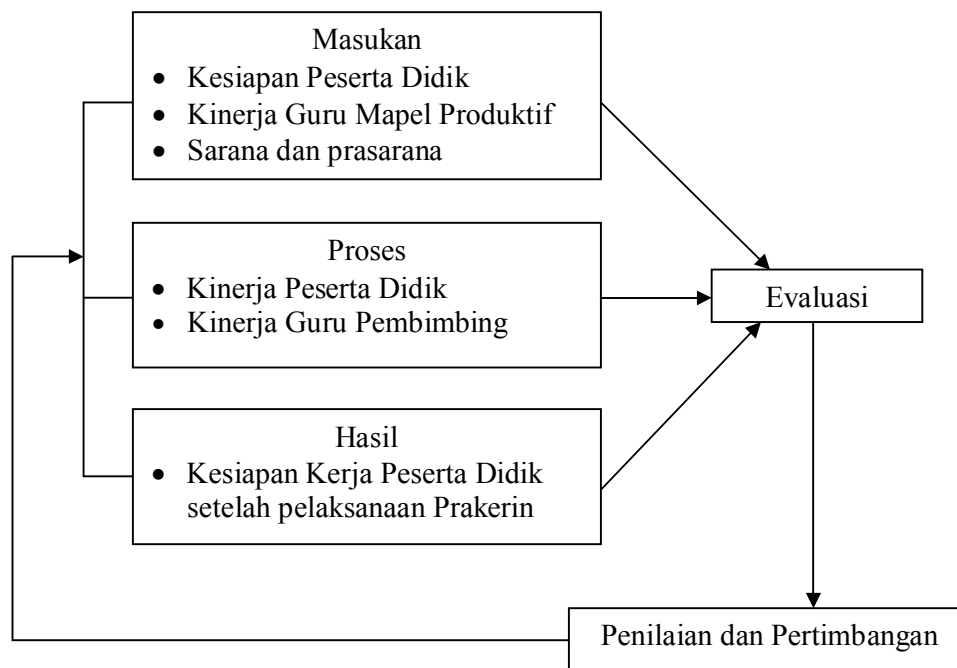 Masukan
• Kesiapan Peserta Didik
• Kinerja Guru Mapel Produktif
• Sarana dan prasarana
Proses
• Kinerja Peserta Didik
• Kinerja Guru Pembimbing
Evaluasi
Hasil
• Kesiapan Kerja Peserta Didik
setelah pelaksanaan Prakerin
Penilaian dan Pertimbangan